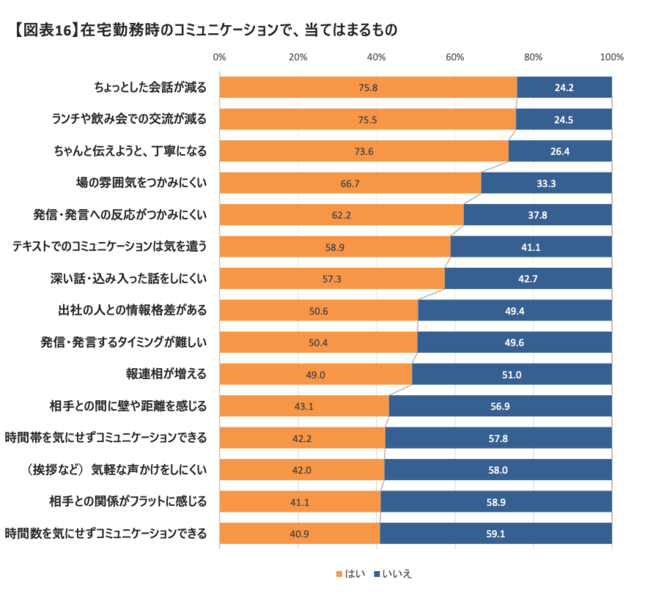 【図表16】在宅勤務時のコミュニケーションで、当てはまるもの
0% 20% 40% 60% 80% 100%
ちょっとした会話が減る 75.8 24.2
ランチや飲み会での交流が減る 75.5 24.5
ちゃんと伝えようと、丁寧になる 73.6 26.4
場の雰囲気をつかみにくい 66.7 33.3
発信・発言への反応がつかみにくい 62.2 37.8
テキストでのコミュニケーションは気を遣う 58.9 41.1
深い話・込み入った話をしにくい 57.3 42.7
出社の人との情報格差がある 50.6 49.4
発信・発言するタイミングが難しい 50.4 49.6
報連相が増える 49.0 51.0
相手との間に壁や距離を感じる 43.1 56.9
時間帯を気にせずコミュニケーションできる 42.2 57.8
（挨拶など）気軽な声かけをしにくい 42.0 58.0
相手との関係がフラットに感じる 41.1 58.9
時間数を気にせずコミュニケーションできる 40.9 59.1
はい いいえ